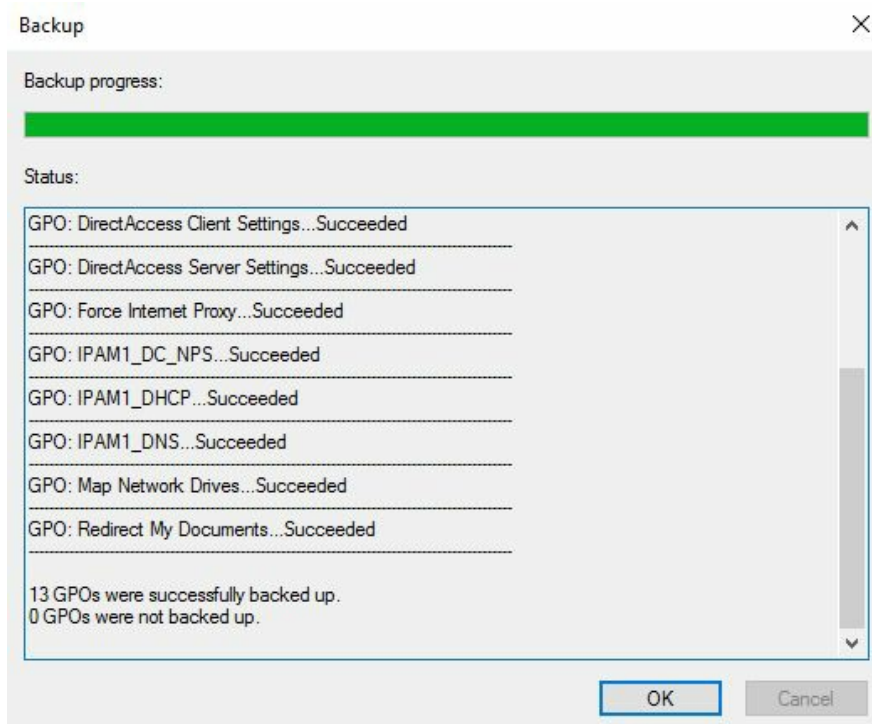 Backup
Backup progress:
Status:
GPO: DirectAccess Client Settings...Succeeded
GPO: DirectAccess Server Settings...Succeeded
GPO: Force Internet Proxy...Succeeded
GPO: IPAM1_DC_NPS...Succeeded
GPO: IPAM1_DHCP...Succeeded
GPO: IPAM1_DNS...Succeeded
GPO: Map Network Drives...Succeeded
GPO: Redirect My Documents...Succeeded
13 GPOs were successfully backed up.
0 GPOs were not backed up.
OK
Cancel